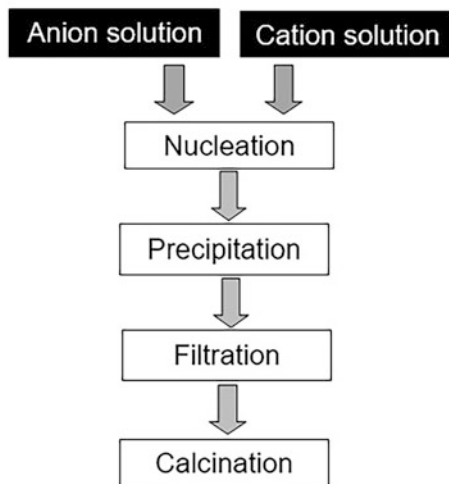 Anion solution
Cation solution
Nucleation
Precipitation
Filtration
Calcination